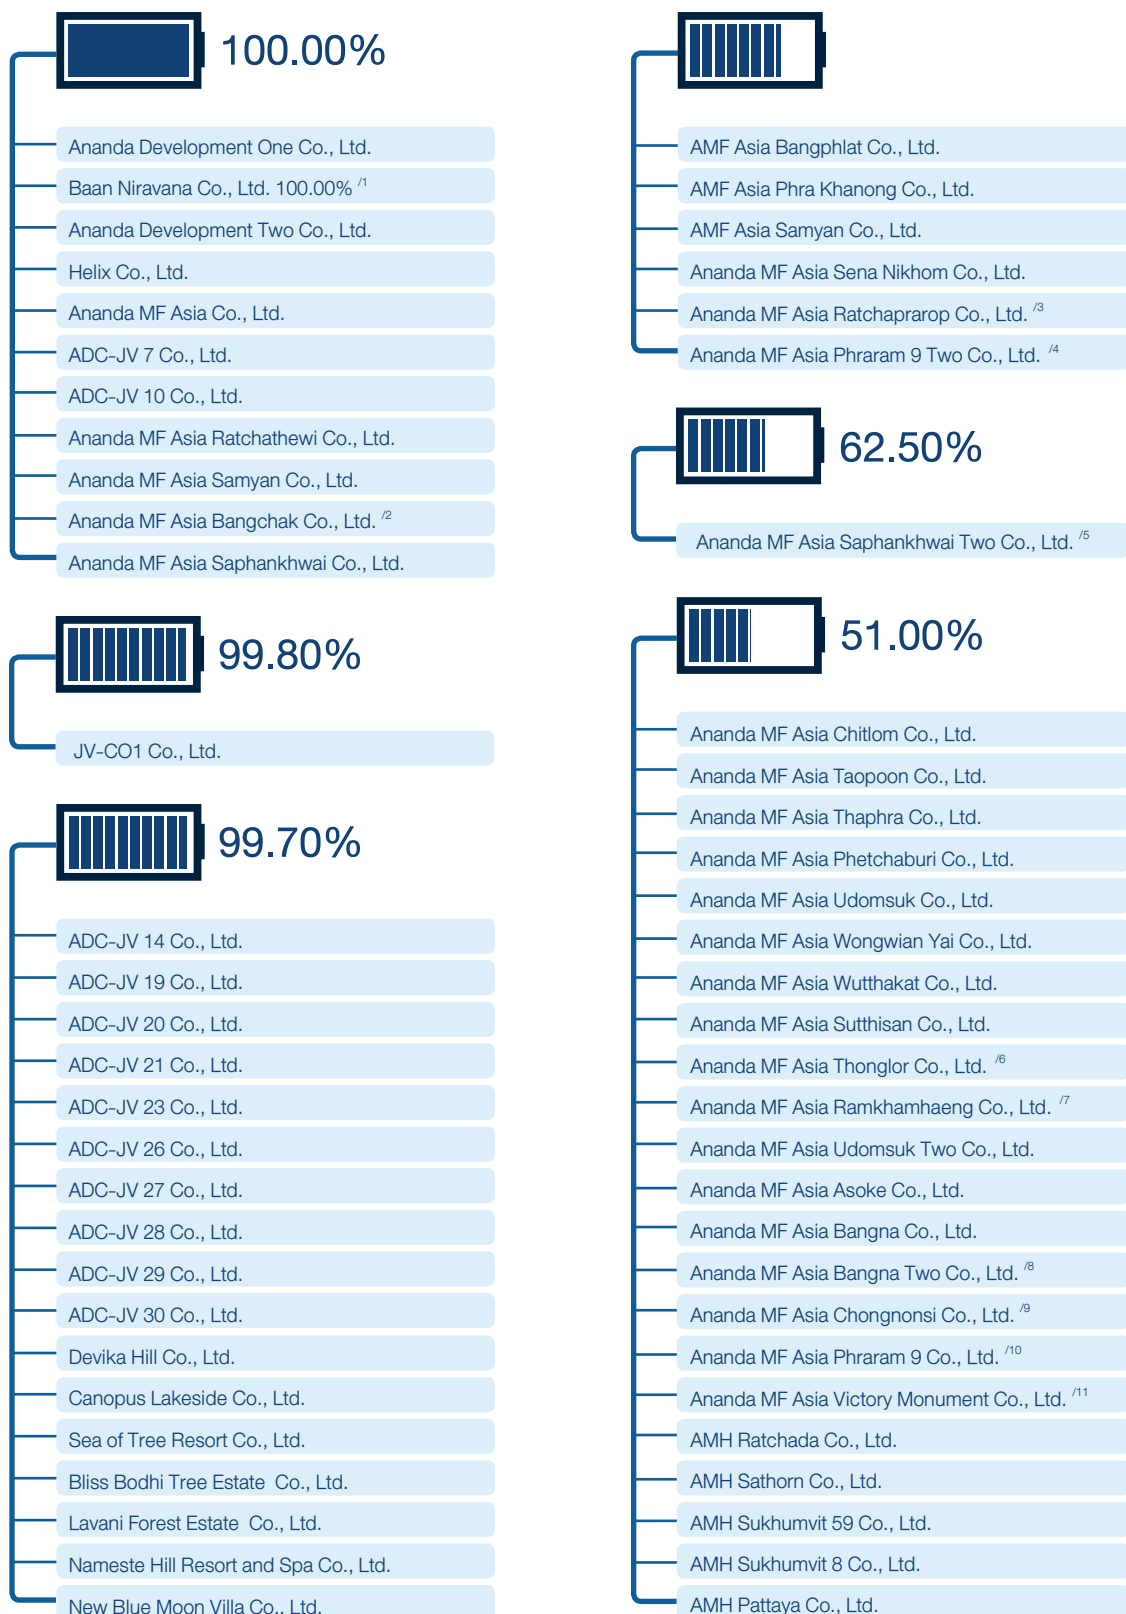 100.00%
Ananda Development One Co., Ltd.
Baan Niravana Co., Ltd. 100.00% /1
Ananda Development Two Co., Ltd.
Helix Co., Ltd.
Ananda MF Asia Co., Ltd.
ADC-JV 7 Co., Ltd.
ADC-JV 10 Co., Ltd.
Ananda MF Asia Ratchathewi Co., Ltd.
Ananda MF Asia Samyan Co., Ltd.
Ananda MF Asia Bangchak Co., Ltd. /2
Ananda MF Asia Saphankhwai Co., Ltd.
99.80%
JV-CO1 Co., Ltd.
99.70%
ADC-JV 14 Co., Ltd.
ADC-JV 19 Co., Ltd.
ADC-JV 20 Co., Ltd.
ADC-JV 21 Co., Ltd.
ADC-JV 23 Co., Ltd.
ADC-JV 26 Co., Ltd.
ADC-JV 27 Co., Ltd.
ADC-JV 28 Co., Ltd.
ADC-JV 29 Co., Ltd.
ADC-JV 30 Co., Ltd.
Devika Hill Co., Ltd.
Canopus Lakeside Co., Ltd.
Sea of Tree Resort Co., Ltd.
Bliss Bodhi Tree Estate Co., Ltd.
Lavani Forest Estate Co., Ltd.
Nameste Hill Resort and Spa Co., Ltd.
New Blue Moon Villa Co., Ltd.
AMF Asia Bangphlat Co., Ltd.
AMF Asia Phra Khanong Co., Ltd.
AMF Asia Samyan Co., Ltd.
Ananda MF Asia Sena Nikhom Co., Ltd.
Ananda MF Asia Ratchaprarop Co., Ltd. /3
Ananda MF Asia Phraram 9 Two Co., Ltd. /4
62.50%
Ananda MF Asia Saphankhwai Two Co., Ltd. /5
51.00%
Ananda MF Asia Chitlom Co., Ltd.
Ananda MF Asia Taopoon Co., Ltd.
Ananda MF Asia Thaphra Co., Ltd.
Ananda MF Asia Phetchaburi Co., Ltd.
Ananda MF Asia Udomsuk Co., Ltd.
Ananda MF Asia Wongwian Yai Co., Ltd.
Ananda MF Asia Wutthakat Co., Ltd.
Ananda MF Asia Sutthisan Co., Ltd.
Ananda MF Asia Thonglor Co., Ltd. /6
Ananda MF Asia Ramkhamhaeng Co., Ltd. /7
Ananda MF Asia Udomsuk Two Co., Ltd.
Ananda MF Asia Asoke Co., Ltd.
Ananda MF Asia Bangna Co., Ltd.
Ananda MF Asia Bangna Two Co., Ltd. /8
Ananda MF Asia Chongnonsi Co., Ltd. /9
Ananda MF Asia Phraram 9 Co., Ltd. /10
Ananda MF Asia Victory Monument Co., Ltd. /11
AMH Ratchada Co., Ltd.
AMH Sathorn Co., Ltd.
AMH Sukhumvit 59 Co., Ltd.
AMH Sukhumvit 8 Co., Ltd.
AMH Pattaya Co., Ltd.